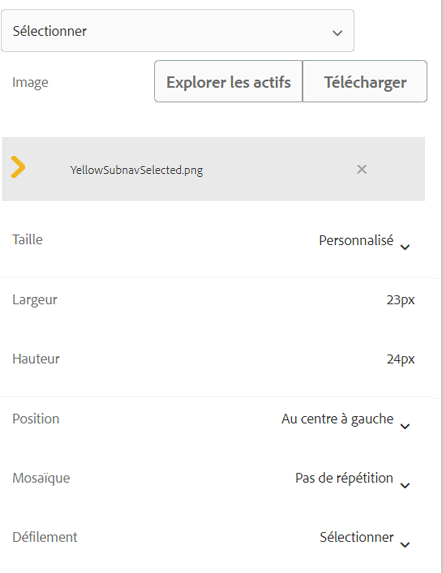 Sélectionner
Image Explorer les actifs Télécharger
YellowSubnavSelected.png
Taille Personnalisé
Largeur 23px
Hauteur 24px
Position Au centre à gauche
Mosaïque Pas de répétition
Défilement Sélectionner